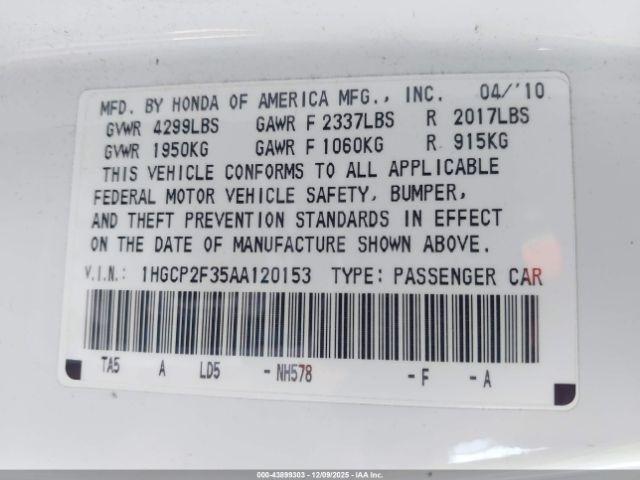 MFD. BY HONDA OF AMERICA MFG., INC. 04/'10
GVWR 4299LBS GAWR F 2337LBS R 2017LBS
GVWR 1950KG GAWR F 1060KG R 915KG
THIS VEHICLE CONFORMS TO ALL APPLICABLE
FEDERAL MOTOR VEHICLE SAFETY, BUMPER,
AND THEFT PREVENTION STANDARDS IN EFFECT
ON THE DATE OF MANUFACTURE SHOWN ABOVE.
V.I.N.: 1HGCP2F35AA120153 TYPE: PASSENGER CAR
TA5 A LD5 -NH578 -F -A
000-43899303 - 12/09/2025 - IAAI.COM